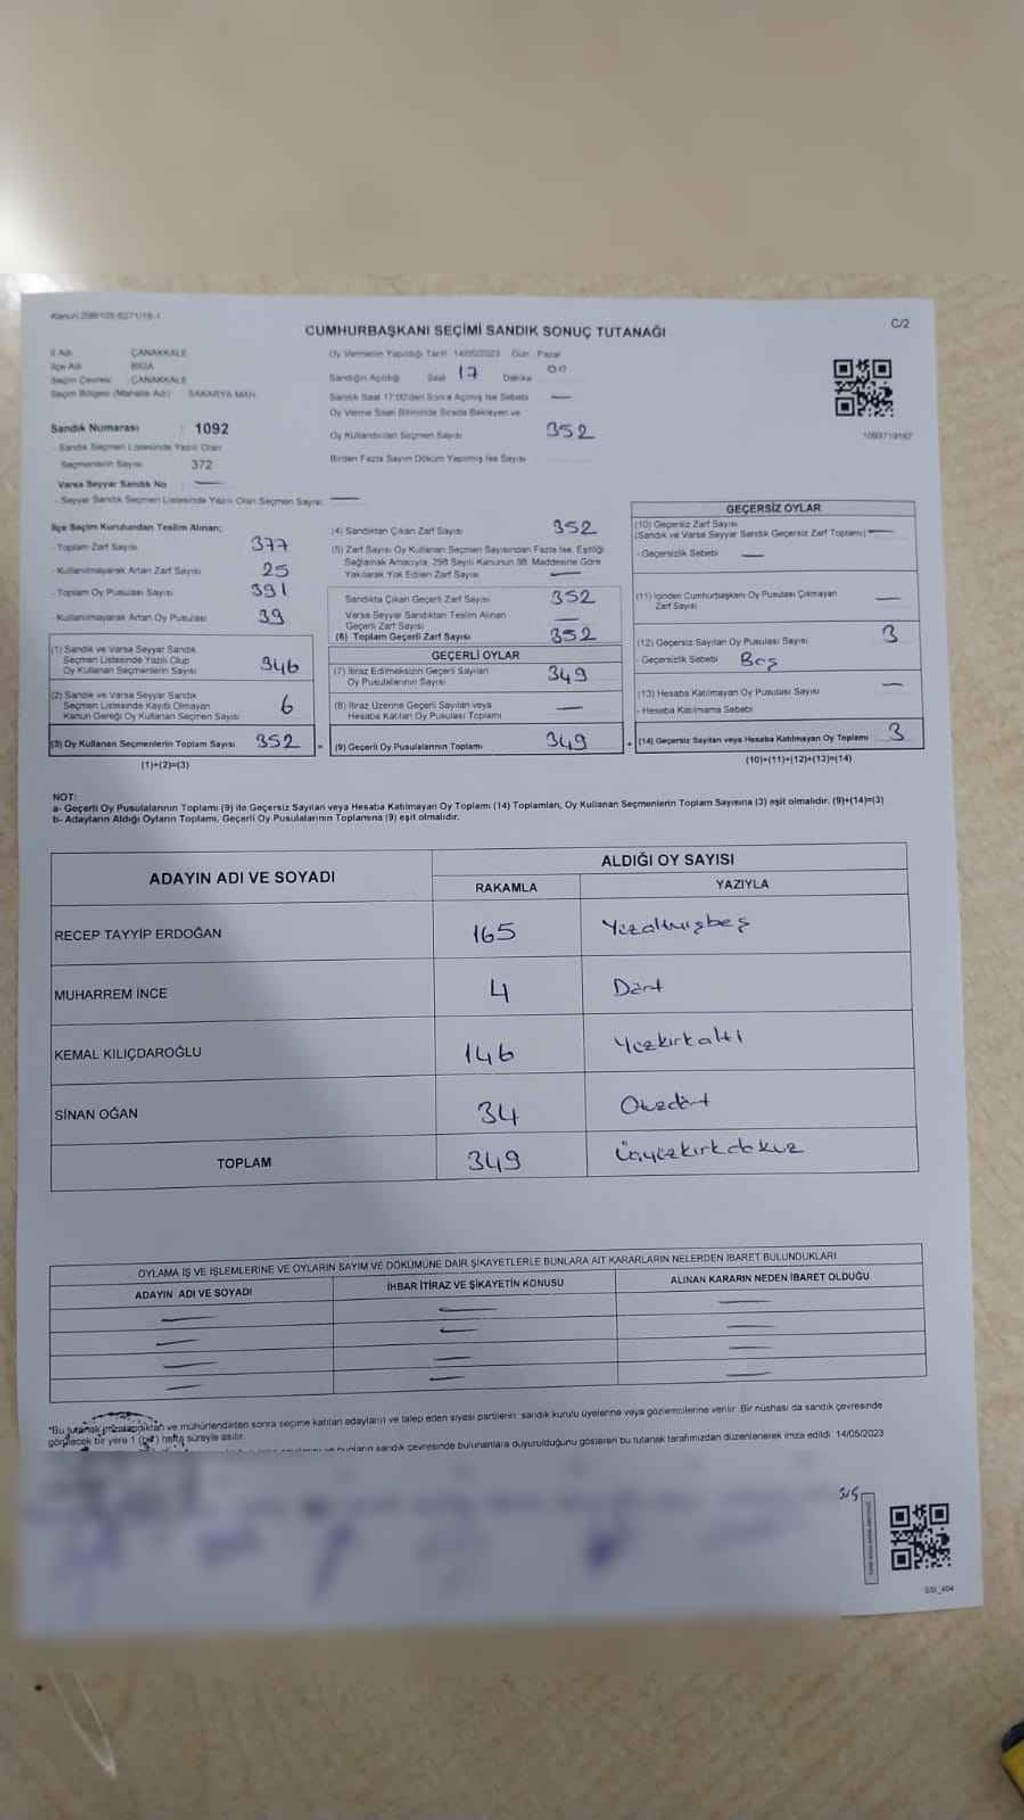 CUMHURBAŞKANI SEÇİMİ SANDIK SONUÇ TUTANAĞI
C/2
İl Adı ÇANAKKALE
İlçe Adı BİGA
Seçim Çevresi ÇANAKKALE
Seçim Bölgesi (Mahalle Adı) SAKARYA MAH.
Sandık Numarası 1092
Sandık Seçmen Listesinde Yazılı Olan
Seçmenlerin Sayısı 372
Varsa Seyyar Sandık No —
- Seyyar Sandık Seçmen Listesinde Yazılı Olan Seçmen Sayısı —
Oy Vermenin Yapıldığı Tarih 14/05/2023 Gün Pazar
Sandığın Açıldığı Saat 17 Dakika 00
Sandık Saat 17:00'den Sonra Açılmış İse Sebebi —
Oy Verme Saati Bitiminde Sırada Bekleyen ve
Oy Kullandırılan Seçmen Sayısı 352
Birden Fazla Sayım Döküm Yapılmış İse Sayısı
1093719167
İlçe Seçim Kurulundan Teslim Alınan;
- Toplam Zarf Sayısı 377
- Kullanılmayarak Artan Zarf Sayısı 25
- Toplam Oy Pusulası Sayısı 391
- Kullanılmayarak Artan Oy Pusulası 39
(1) Sandık ve Varsa Seyyar Sandık
Seçmen Listesinde Yazılı Olup
Oy Kullanan Seçmenlerin Sayısı 346
(2) Sandık ve Varsa Seyyar Sandık
Seçmen Listesinde Kayıtlı Olmayan
Kanun Gereği Oy Kullanan Seçmen Sayısı 6
(3) Oy Kullanan Seçmenlerin Toplam Sayısı 352
(1)+(2)=(3)
(4) Sandıktan Çıkan Zarf Sayısı 352
(5) Zarf Sayısı Oy Kullanan Seçmen Sayısından Fazla İse, Eşitliği
Sağlamak Amacıyla, 298 Sayılı Kanunun 98. Maddesine Göre
Yakılarak Yok Edilen Zarf Sayısı —
Sandıkta Çıkan Geçerli Zarf Sayısı 352
Varsa Seyyar Sandıktan Teslim Alınan
Geçerli Zarf Sayısı —
(6) Toplam Geçerli Zarf Sayısı 352
GEÇERLİ OYLAR
(7) İtiraz Edilmeksizin Geçerli Sayılan
Oy Pusulalarının Sayısı 349
(8) İtiraz Üzerine Geçerli Sayılan veya
Hesaba Katılan Oy Pusulası Toplamı —
(9) Geçerli Oy Pusulalarının Toplamı 349
GEÇERSİZ OYLAR
(10) Geçersiz Zarf Sayısı
(Sandık ve Varsa Seyyar Sandık Geçersiz Zarf Toplamı) —
- Geçersizlik Sebebi —
(11) İçinden Cumhurbaşkanı Oy Pusulası Çıkmayan
Zarf Sayısı —
(12) Geçersiz Sayılan Oy Pusulası Sayısı 3
- Geçersizlik Sebebi Boş
(13) Hesaba Katılmayan Oy Pusulası Sayısı —
- Hesaba Katılmama Sebebi
(14) Geçersiz Sayılan veya Hesaba Katılmayan Oy Toplamı 3
(10)+(11)+(12)+(13)=(14)
NOT:
a- Geçerli Oy Pusulalarının Toplamı (9) ile Geçersiz Sayılan veya Hesaba Katılmayan Oy Toplamı (14) Toplamları, Oy Kullanan Seçmenlerin Toplam Sayısına (3) eşit olmalıdır. (9)+(14)=(3)
b- Adayların Aldığı Oyların Toplamı, Geçerli Oy Pusulalarının Toplamına (9) eşit olmalıdır.
ADAYIN ADI VE SOYADI
ALDIĞI OY SAYISI
RAKAMLA YAZIYLA
RECEP TAYYİP ERDOĞAN 165 Yüzaltmışbeş
MUHARREM İNCE 4 Dört
KEMAL KILIÇDAROĞLU 146 Yüzkırkaltı
SİNAN OĞAN 34 Otuzdört
TOPLAM 349 Üçyüzkırkdokuz
OYLAMA İŞ VE İŞLEMLERİNE VE OYLARIN SAYIM VE DÖKÜMÜNE DAİR ŞİKAYETLERLE BUNLARA AİT KARARLARIN NELERDEN İBARET BULUNDUKLARI
ADAYIN ADI VE SOYADI İHBAR İTİRAZ VE ŞİKAYETİN KONUSU ALINAN KARARIN NEDEN İBARET OLDUĞU
— — —
— — —
— — —
— — —
*Bu tutanak imzalandıktan ve mühürlendikten sonra seçime katılan adayların ve talep eden siyasi partilerin sandık kurulu üyelerine veya gözlemcilerine verilir. Bir nüshası da sandık çevresinde
görülecek bir yere 1 hafta süreyle asılır.
bunların sandık çevresinde bulunanlara duyurulduğunu gösteren bu tutanak tarafımızdan düzenlenerek imza edildi. 14/05/2023